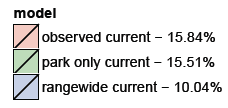 model
observed current − 15.84%
park only current − 15.51%
rangewide current − 10.04%